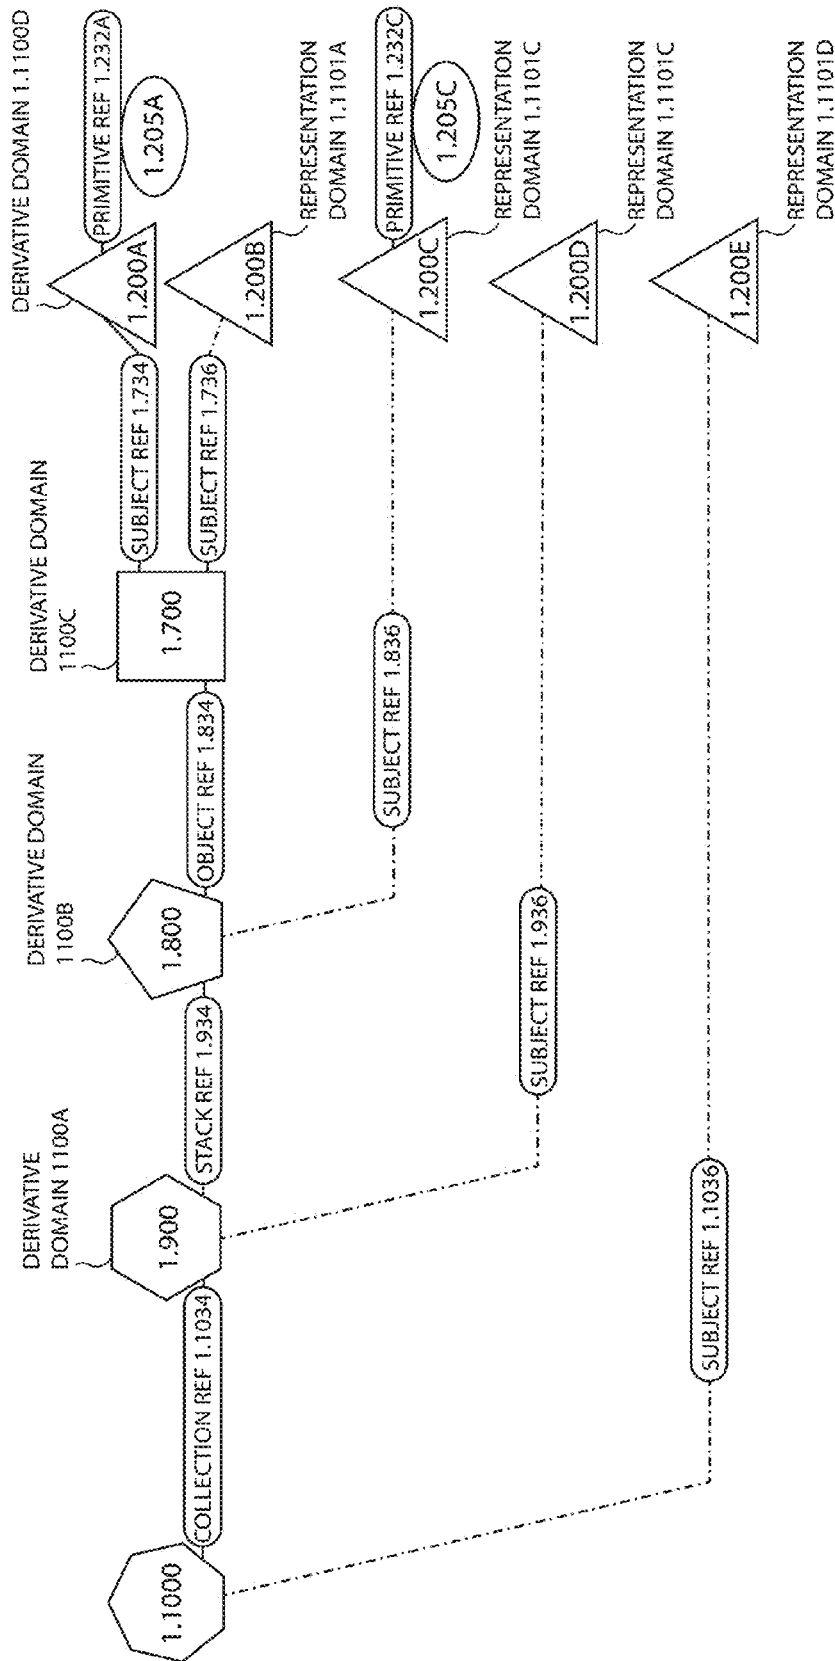 DERIVATIVE DOMAIN 1.1100D
PRIMITIVE REF 1.232A
1.205A
1.200A
SUBJECT REF 1.734
DERIVATIVE DOMAIN
1100C
1.700
SUBJECT REF 1.736
1.200B
REPRESENTATION
DOMAIN 1.1101A
OBJECT REF 1.834
DERIVATIVE DOMAIN
1100B
1.800
STACK REF 1.934
DERIVATIVE
DOMAIN 1100A
1.900
COLLECTION REF 1.1034
1.1000
PRIMITIVE REF 1.232C
1.205C
1.200C
REPRESENTATION
DOMAIN 1.1101C
SUBJECT REF 1.836
1.200D
REPRESENTATION
DOMAIN 1.1101C
SUBJECT REF 1.936
1.200E
REPRESENTATION
DOMAIN 1.1101D
SUBJECT REF 1.1036